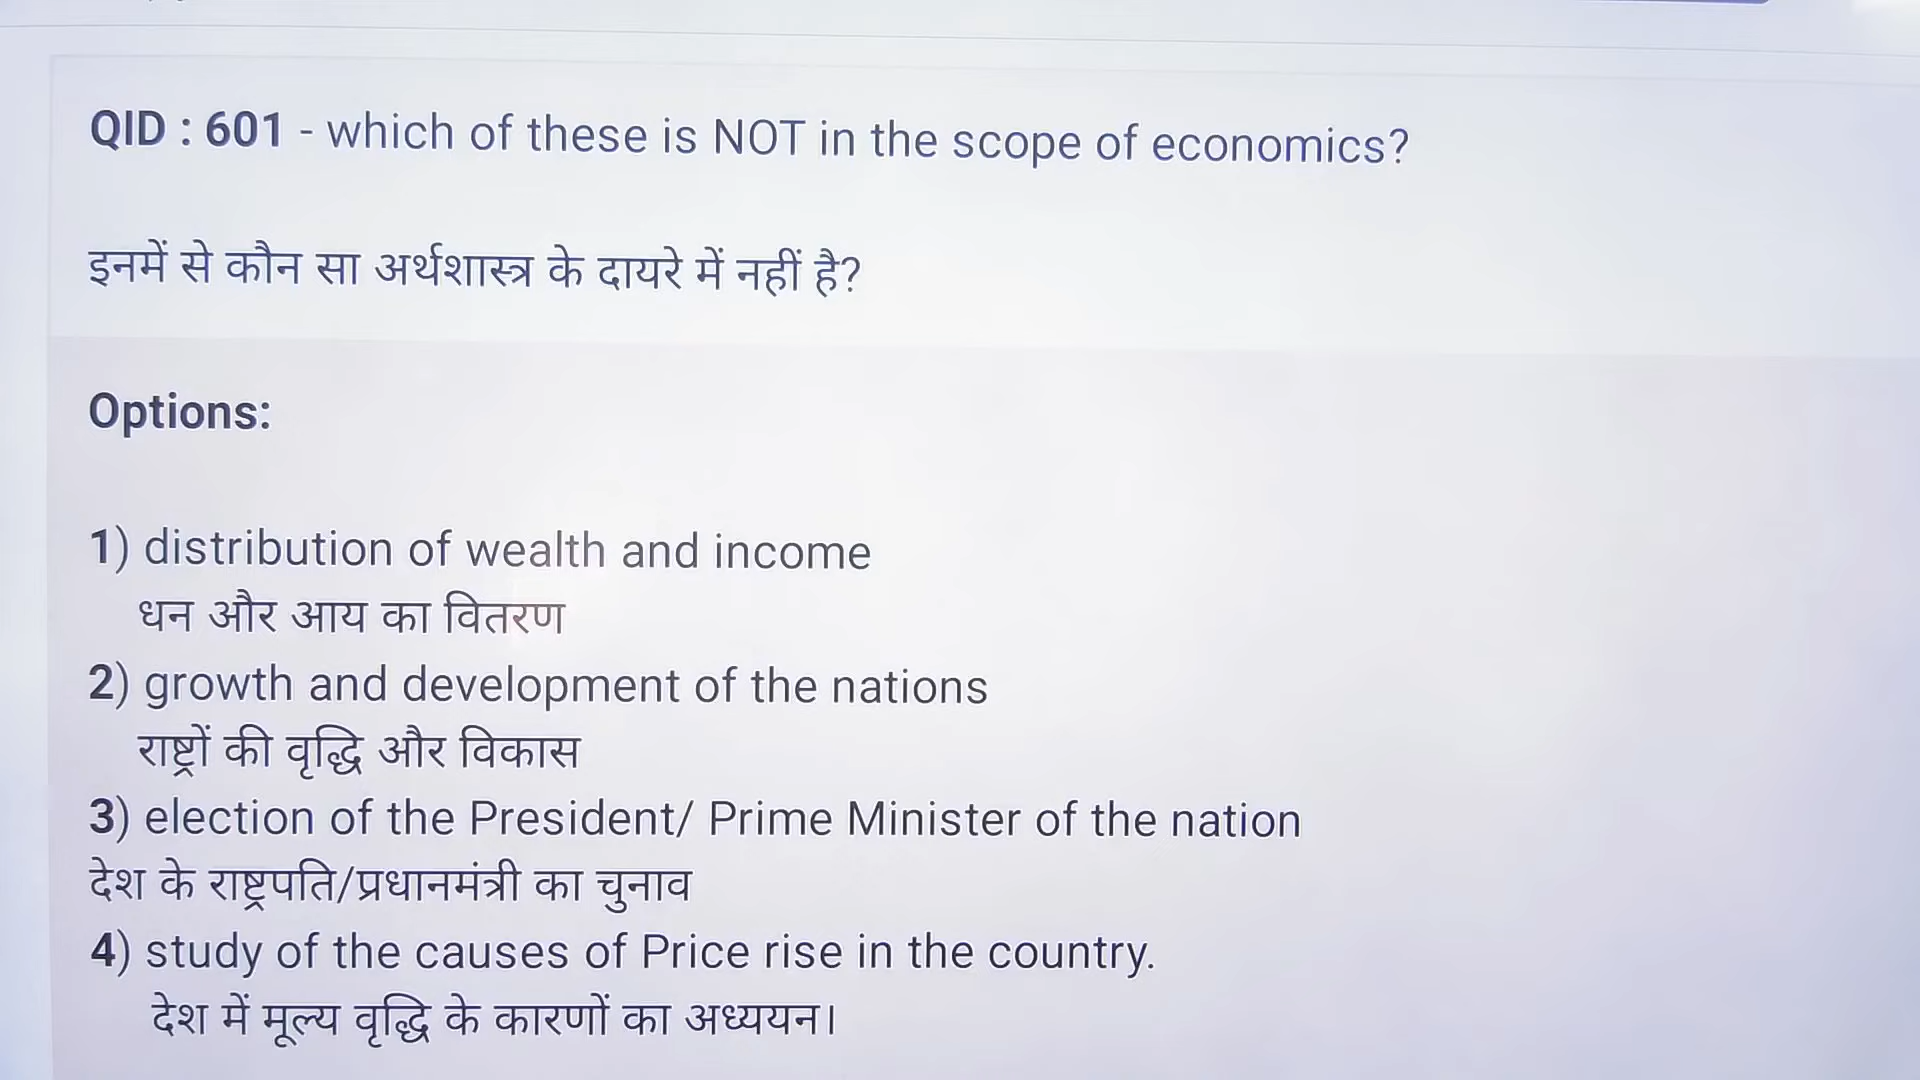 QID : 601 - which of these is NOT in the scope of economics?
इनमें से कौन सा अर्थशास्त्र के दायरे में नहीं है?
Options:
1) distribution of wealth and income
धन और आय का वितरण
2) growth and development of the nations
राष्ट्रों की वृद्धि और विकास
3) election of the President/ Prime Minister of the nation
देश के राष्ट्रपति/प्रधानमंत्री का चुनाव
4) study of the causes of Price rise in the country.
देश में मूल्य वृद्धि के कारणों का अध्ययन।